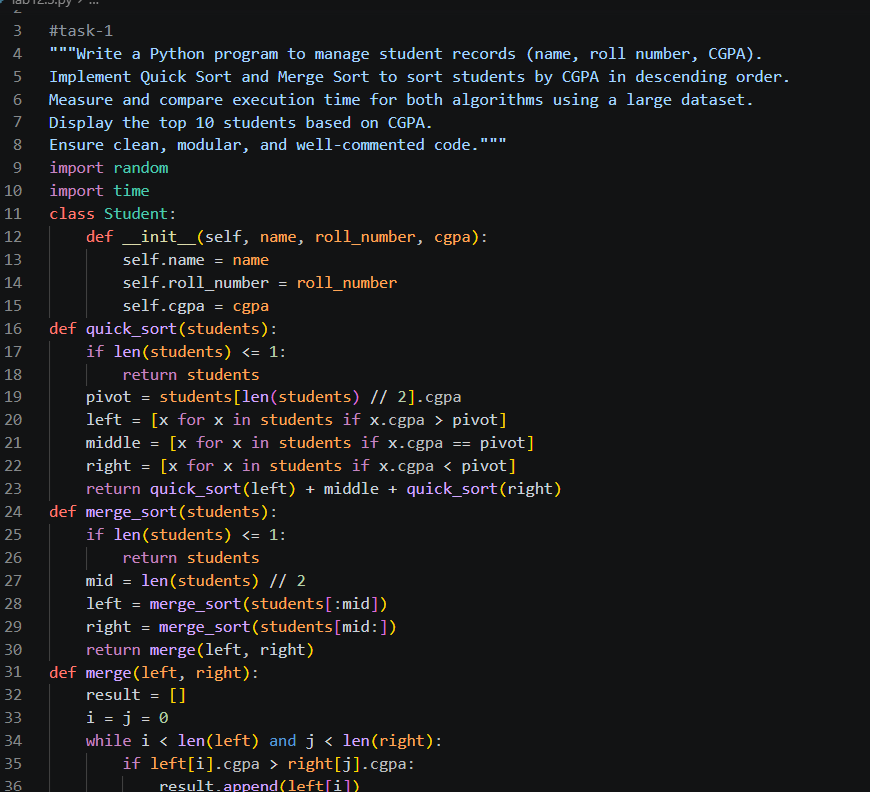 lab12.5.py > ...
2
3 #task-1
4 """Write a Python program to manage student records (name, roll number, CGPA).
5 Implement Quick Sort and Merge Sort to sort students by CGPA in descending order.
6 Measure and compare execution time for both algorithms using a large dataset.
7 Display the top 10 students based on CGPA.
8 Ensure clean, modular, and well-commented code."""
9 import random
10 import time
11 class Student:
12     def __init__(self, name, roll_number, cgpa):
13         self.name = name
14         self.roll_number = roll_number
15         self.cgpa = cgpa
16 def quick_sort(students):
17     if len(students) <= 1:
18         return students
19     pivot = students[len(students) // 2].cgpa
20     left = [x for x in students if x.cgpa > pivot]
21     middle = [x for x in students if x.cgpa == pivot]
22     right = [x for x in students if x.cgpa < pivot]
23     return quick_sort(left) + middle + quick_sort(right)
24 def merge_sort(students):
25     if len(students) <= 1:
26         return students
27     mid = len(students) // 2
28     left = merge_sort(students[:mid])
29     right = merge_sort(students[mid:])
30     return merge(left, right)
31 def merge(left, right):
32     result = []
33     i = j = 0
34     while i < len(left) and j < len(right):
35         if left[i].cgpa > right[j].cgpa:
36             result.append(left[i])